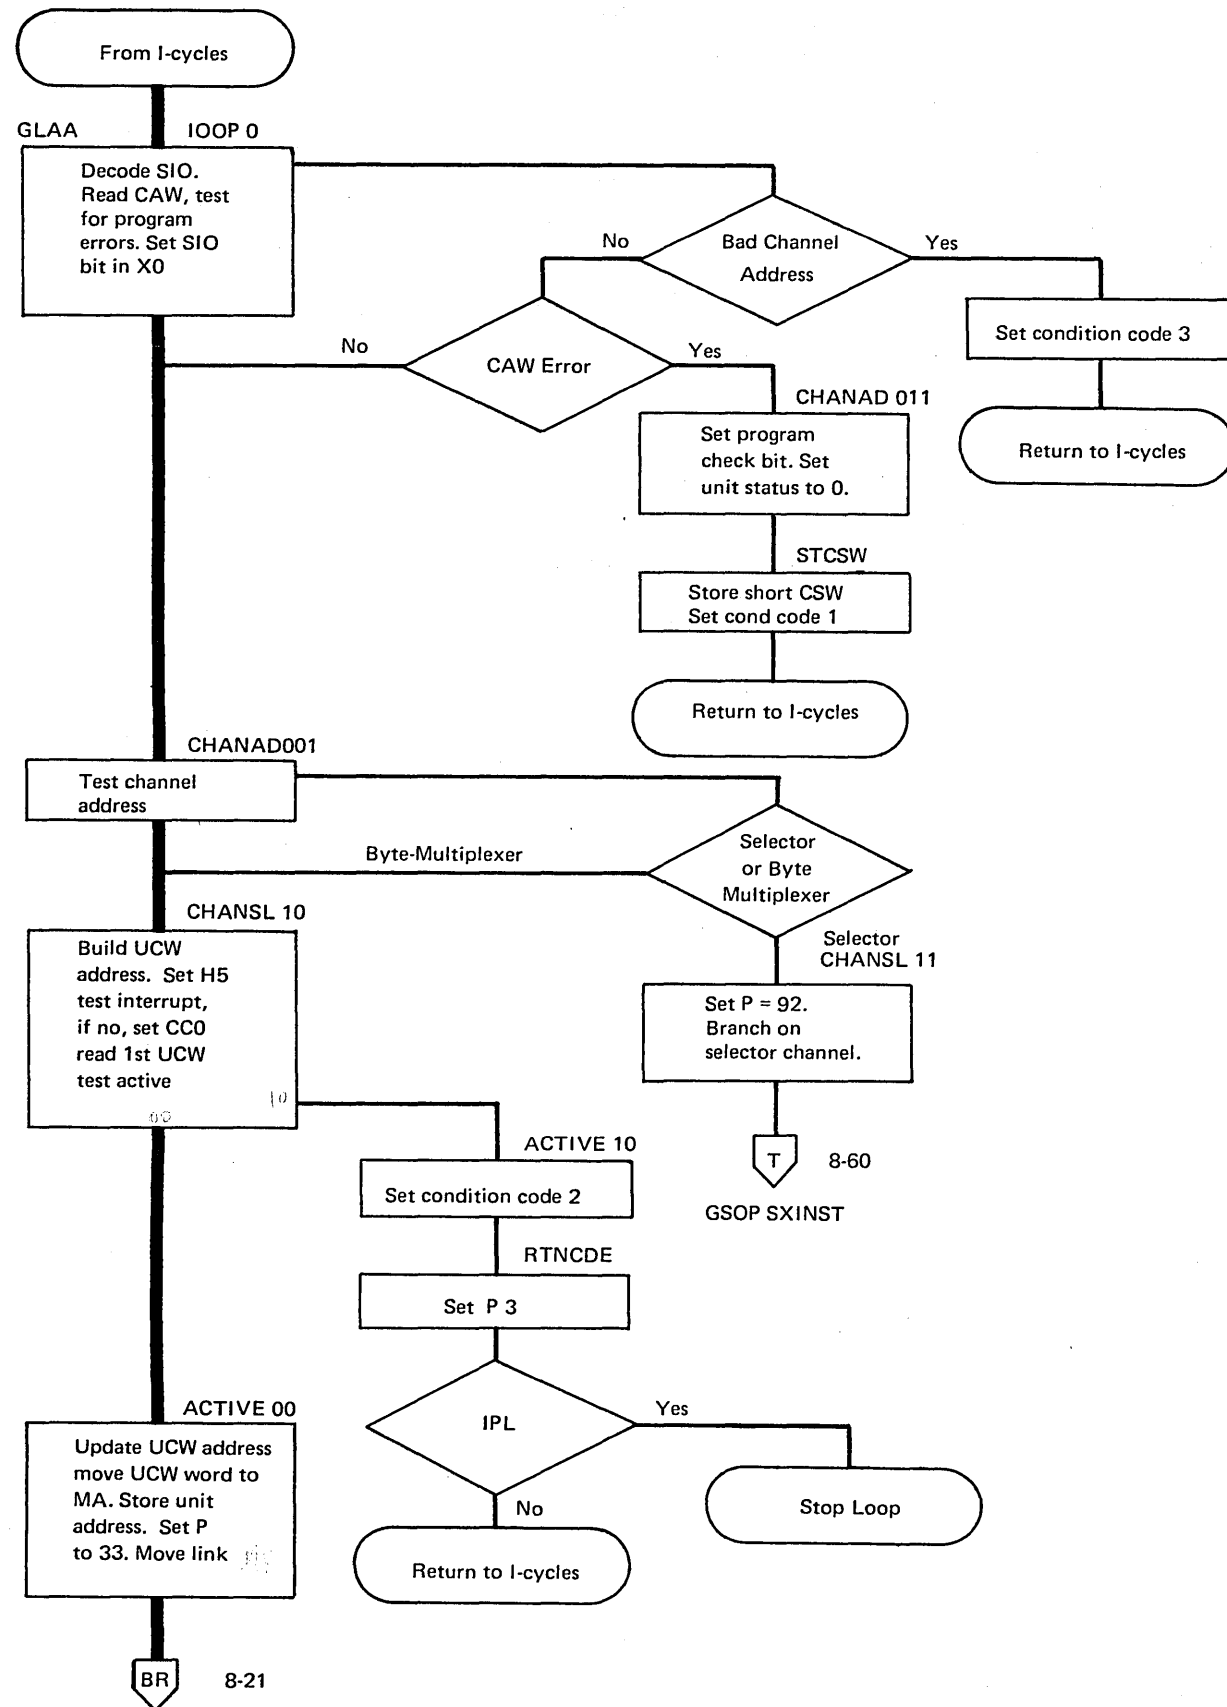 From I-cycles
GLAA
IOOP 0
Decode SIO.
Read CAW, test
for program
errors. Set SIO
bit in X0
Bad Channel
Address
No
Yes
Set condition code 3
Return to I-cycles
CAW Error
No
Yes
CHANAD 011
Set program
check bit. Set
unit status to 0.
STCSW
Store short CSW
Set cond code 1
Return to I-cycles
CHANAD001
Test channel
address
Selector
or Byte
Multiplexer
Byte-Multiplexer
Selector
CHANSL 11
CHANSL 10
Build UCW
address. Set H5
test interrupt,
if no, set CC0
read 1st UCW
test active
10
00
Set P = 92.
Branch on
selector channel.
T
8-60
GSOP SXINST
ACTIVE 10
Set condition code 2
RTNCDE
Set P 3
IPL
Yes
No
Stop Loop
Return to I-cycles
ACTIVE 00
Update UCW address
move UCW word to
MA. Store unit
address. Set P
to 33. Move link
BR
8-21